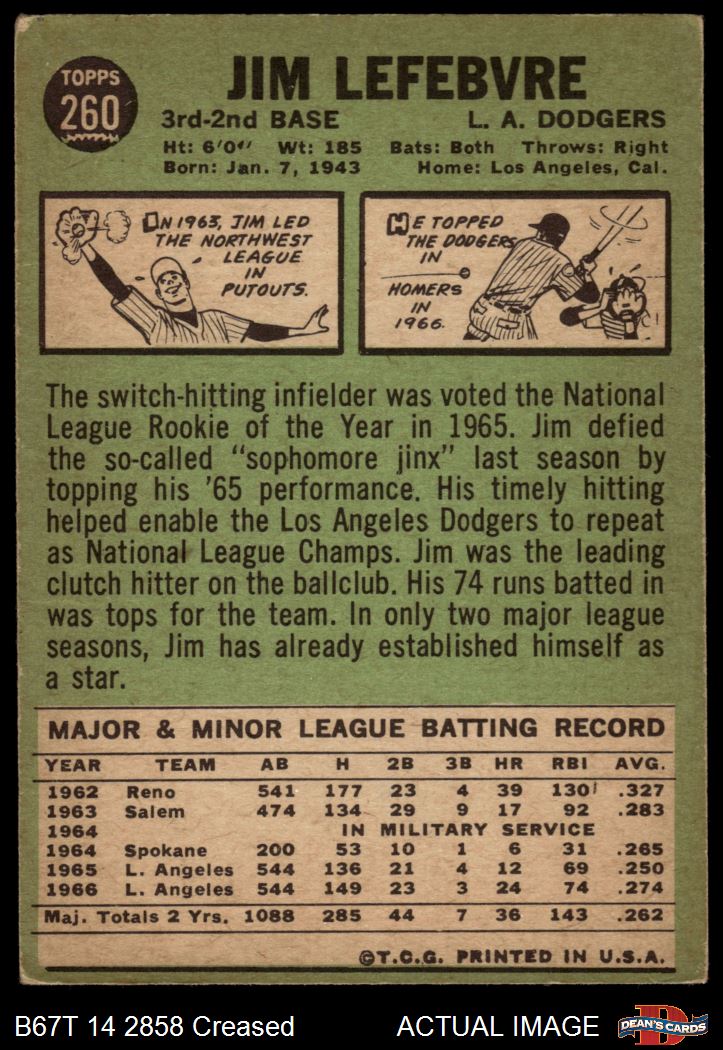 TOPPS
260
JIM LEFEBVRE
3rd-2nd BASE L. A. DODGERS
Ht: 6'0" Wt: 185 Bats: Both Throws: Right
Born: Jan. 7, 1943 Home: Los Angeles, Cal.
IN 1963, JIM LED
THE NORTHWEST
LEAGUE
IN
PUTOUTS.
HE TOPPED
THE DODGERS
IN
HOMERS
IN
1966.
The switch-hitting infielder was voted the National
League Rookie of the Year in 1965. Jim defied
the so-called "sophomore jinx" last season by
topping his '65 performance. His timely hitting
helped enable the Los Angeles Dodgers to repeat
as National League Champs. Jim was the leading
clutch hitter on the ballclub. His 74 runs batted in
was tops for the team. In only two major league
seasons, Jim has already established himself as
a star.
MAJOR & MINOR LEAGUE BATTING RECORD
YEAR TEAM AB H 2B 3B HR RBI AVG.
1962 Reno 541 177 23 4 39 130 .327
1963 Salem 474 134 29 9 17 92 .283
1964 IN MILITARY SERVICE
1964 Spokane 200 53 10 1 6 31 .265
1965 L. Angeles 544 136 21 4 12 69 .250
1966 L. Angeles 544 149 23 3 24 74 .274
Maj. Totals 2 Yrs. 1088 285 44 7 36 143 .262
©T.C.G. PRINTED IN U.S.A.
B67T 14 2858 Creased ACTUAL IMAGE
D
DEAN'S CARDS